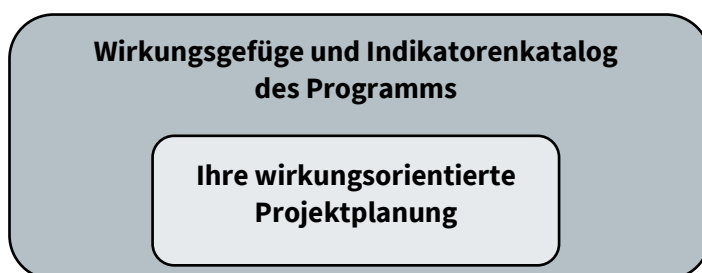 Wirkungsgefüge und Indikatorenkatalog
des Programms
Ihre wirkungsorientierte
Projektplanung